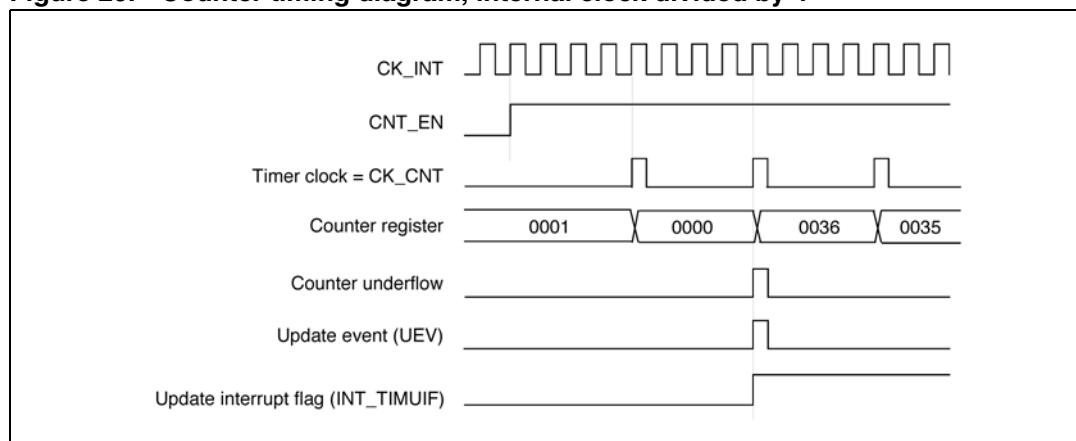 Figure 20. Counter timing diagram, internal clock divided by 4
CK_INT
CNT_EN
Timer clock = CK_CNT
Counter register 0001 0000 0036 0035
Counter underflow
Update event (UEV)
Update interrupt flag (INT_TIMUIF)